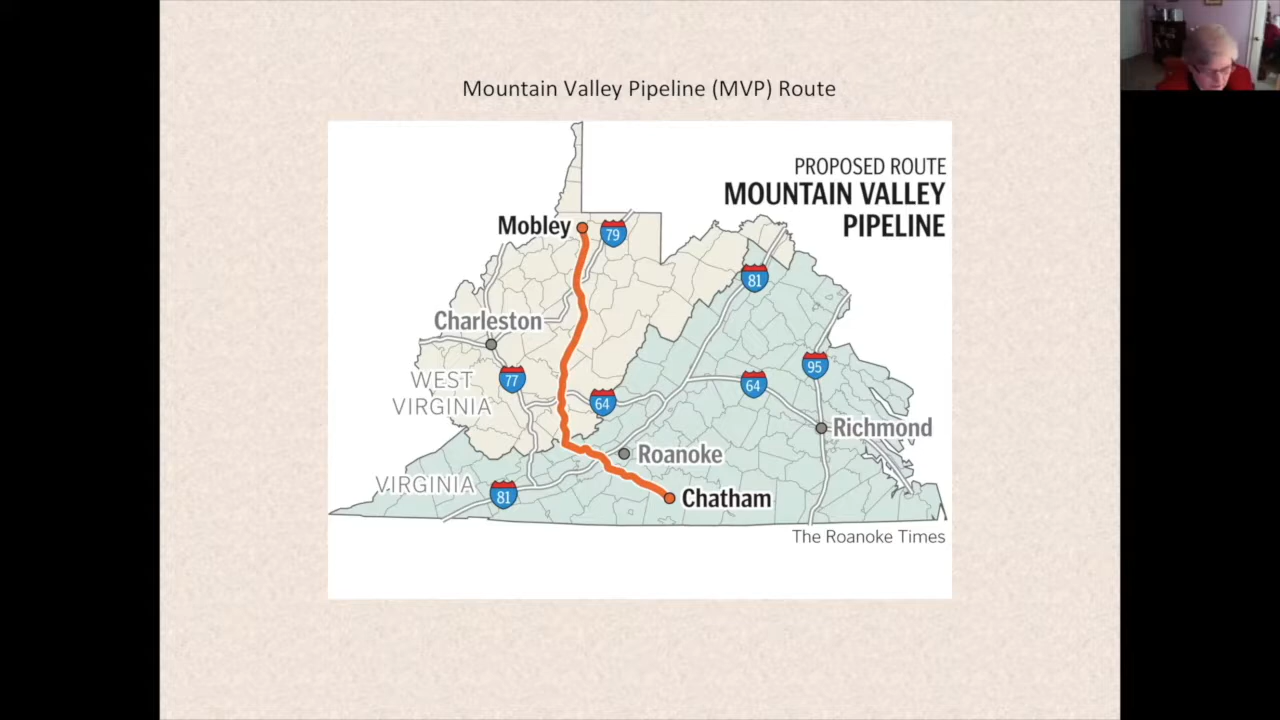 Mountain Valley Pipeline (MVP) Route
PROPOSED ROUTE
MOUNTAIN VALLEY
PIPELINE
Mobley
79
81
Charleston
77
WEST
VIRGINIA
64
64
95
Richmond
Roanoke
VIRGINIA
81
Chatham
The Roanoke Times